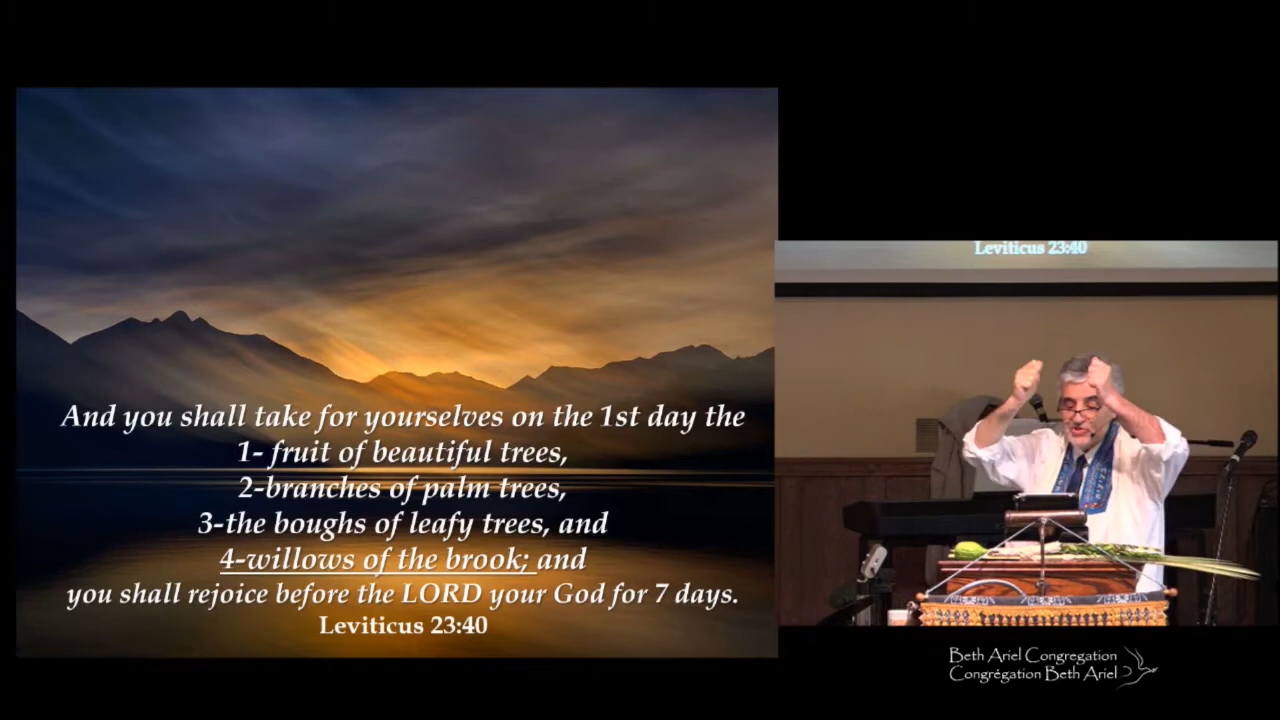 And you shall take for yourselves on the 1st day the
1- fruit of beautiful trees,
2-branches of palm trees,
3-the boughs of leafy trees, and
4-willows of the brook; and
you shall rejoice before the LORD your God for 7 days.
Leviticus 23:40
Leviticus 23:40
Beth Ariel Congregation
Congrégation Beth Ariel